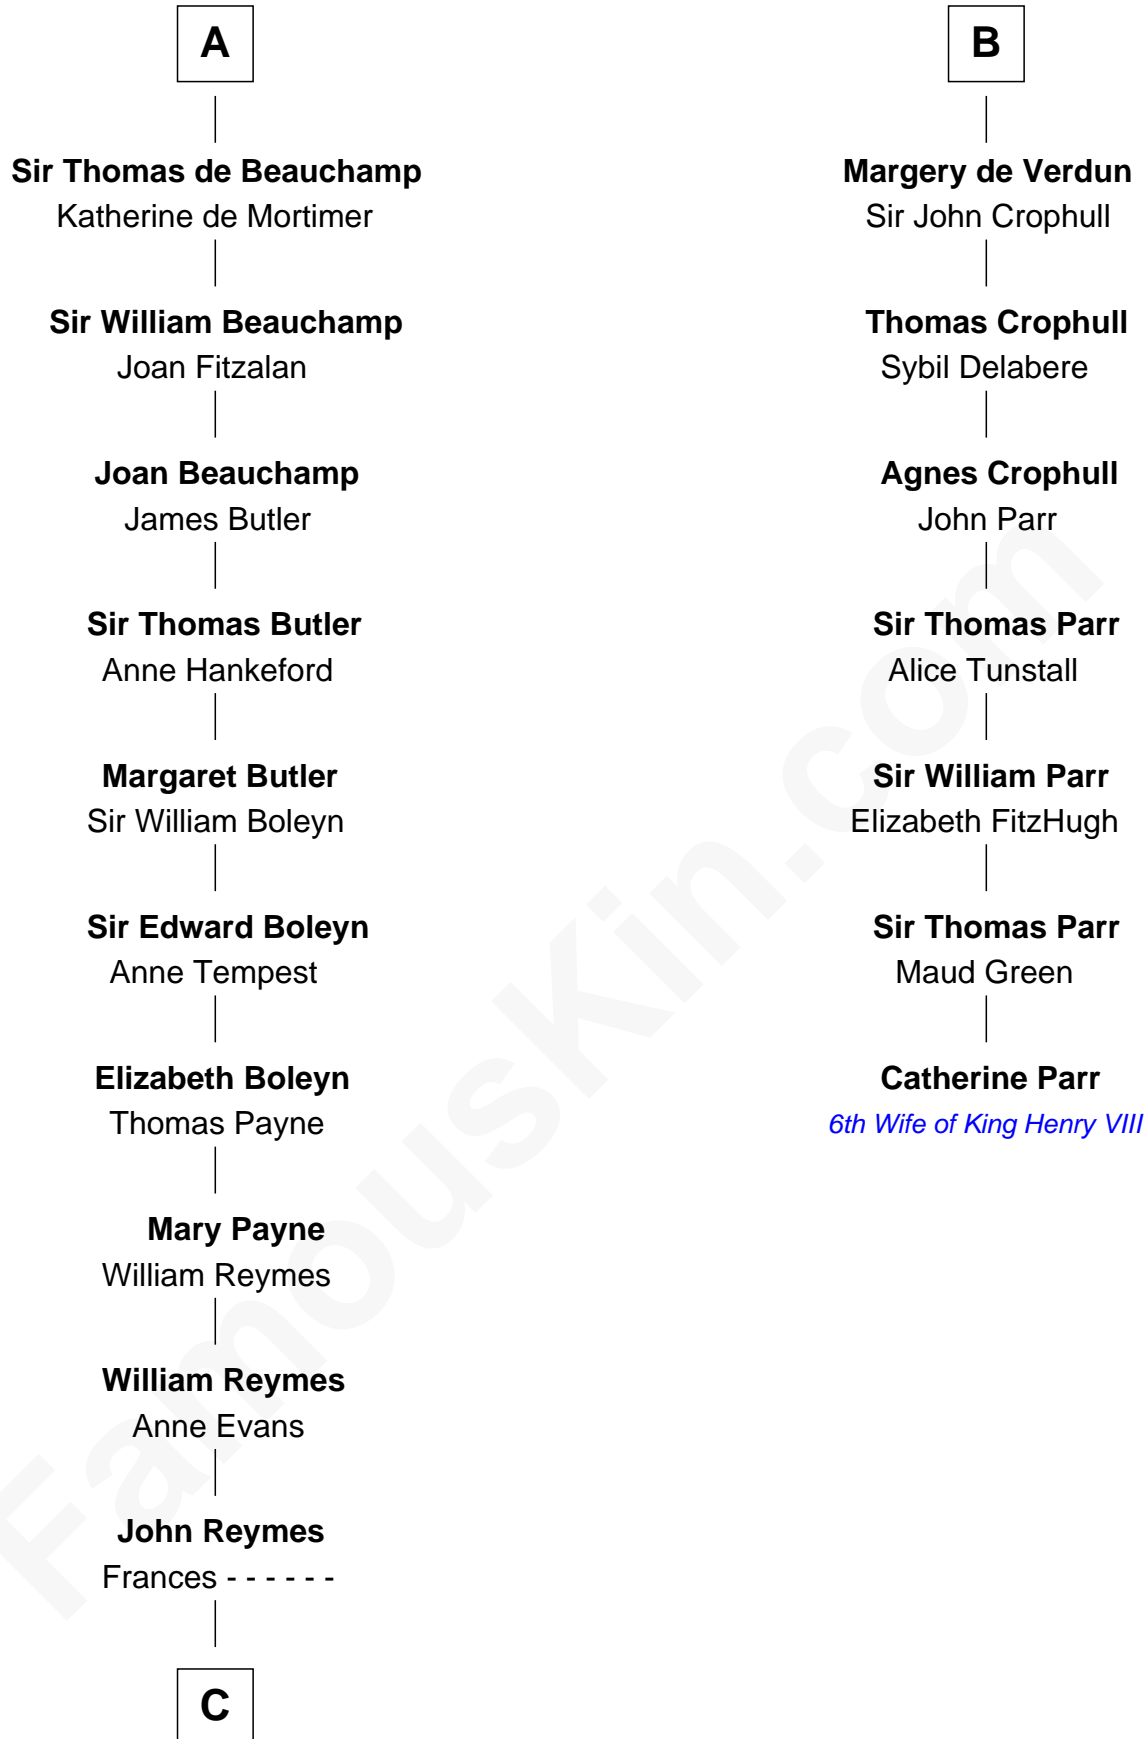 A
Sir Thomas de Beauchamp
Katherine de Mortimer
Sir William Beauchamp
Joan Fitzalan
Joan Beauchamp
James Butler
Sir Thomas Butler
Anne Hankeford
Margaret Butler
Sir William Boleyn
Sir Edward Boleyn
Anne Tempest
Elizabeth Boleyn
Thomas Payne
Mary Payne
William Reymes
William Reymes
Anne Evans
John Reymes
Frances - - - - - -
C
B
Margery de Verdun
Sir John Crophull
Thomas Crophull
Sybil Delabere
Agnes Crophull
John Parr
Sir Thomas Parr
Alice Tunstall
Sir William Parr
Elizabeth FitzHugh
Sir Thomas Parr
Maud Green
Catherine Parr
6th Wife of King Henry VIII
FamousKin.com